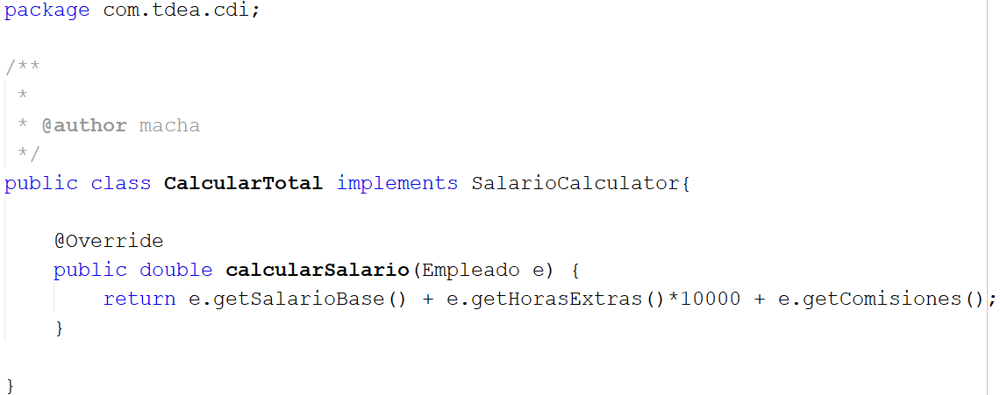 package com.tdea.cdi;
/**
*
* @author macha
*/
public class CalcularTotal implements SalarioCalculator{
@Override
public double calcularSalario(Empleado e) {
return e.getSalarioBase() + e.getHorasExtras()*10000 + e.getComisiones();
}
}